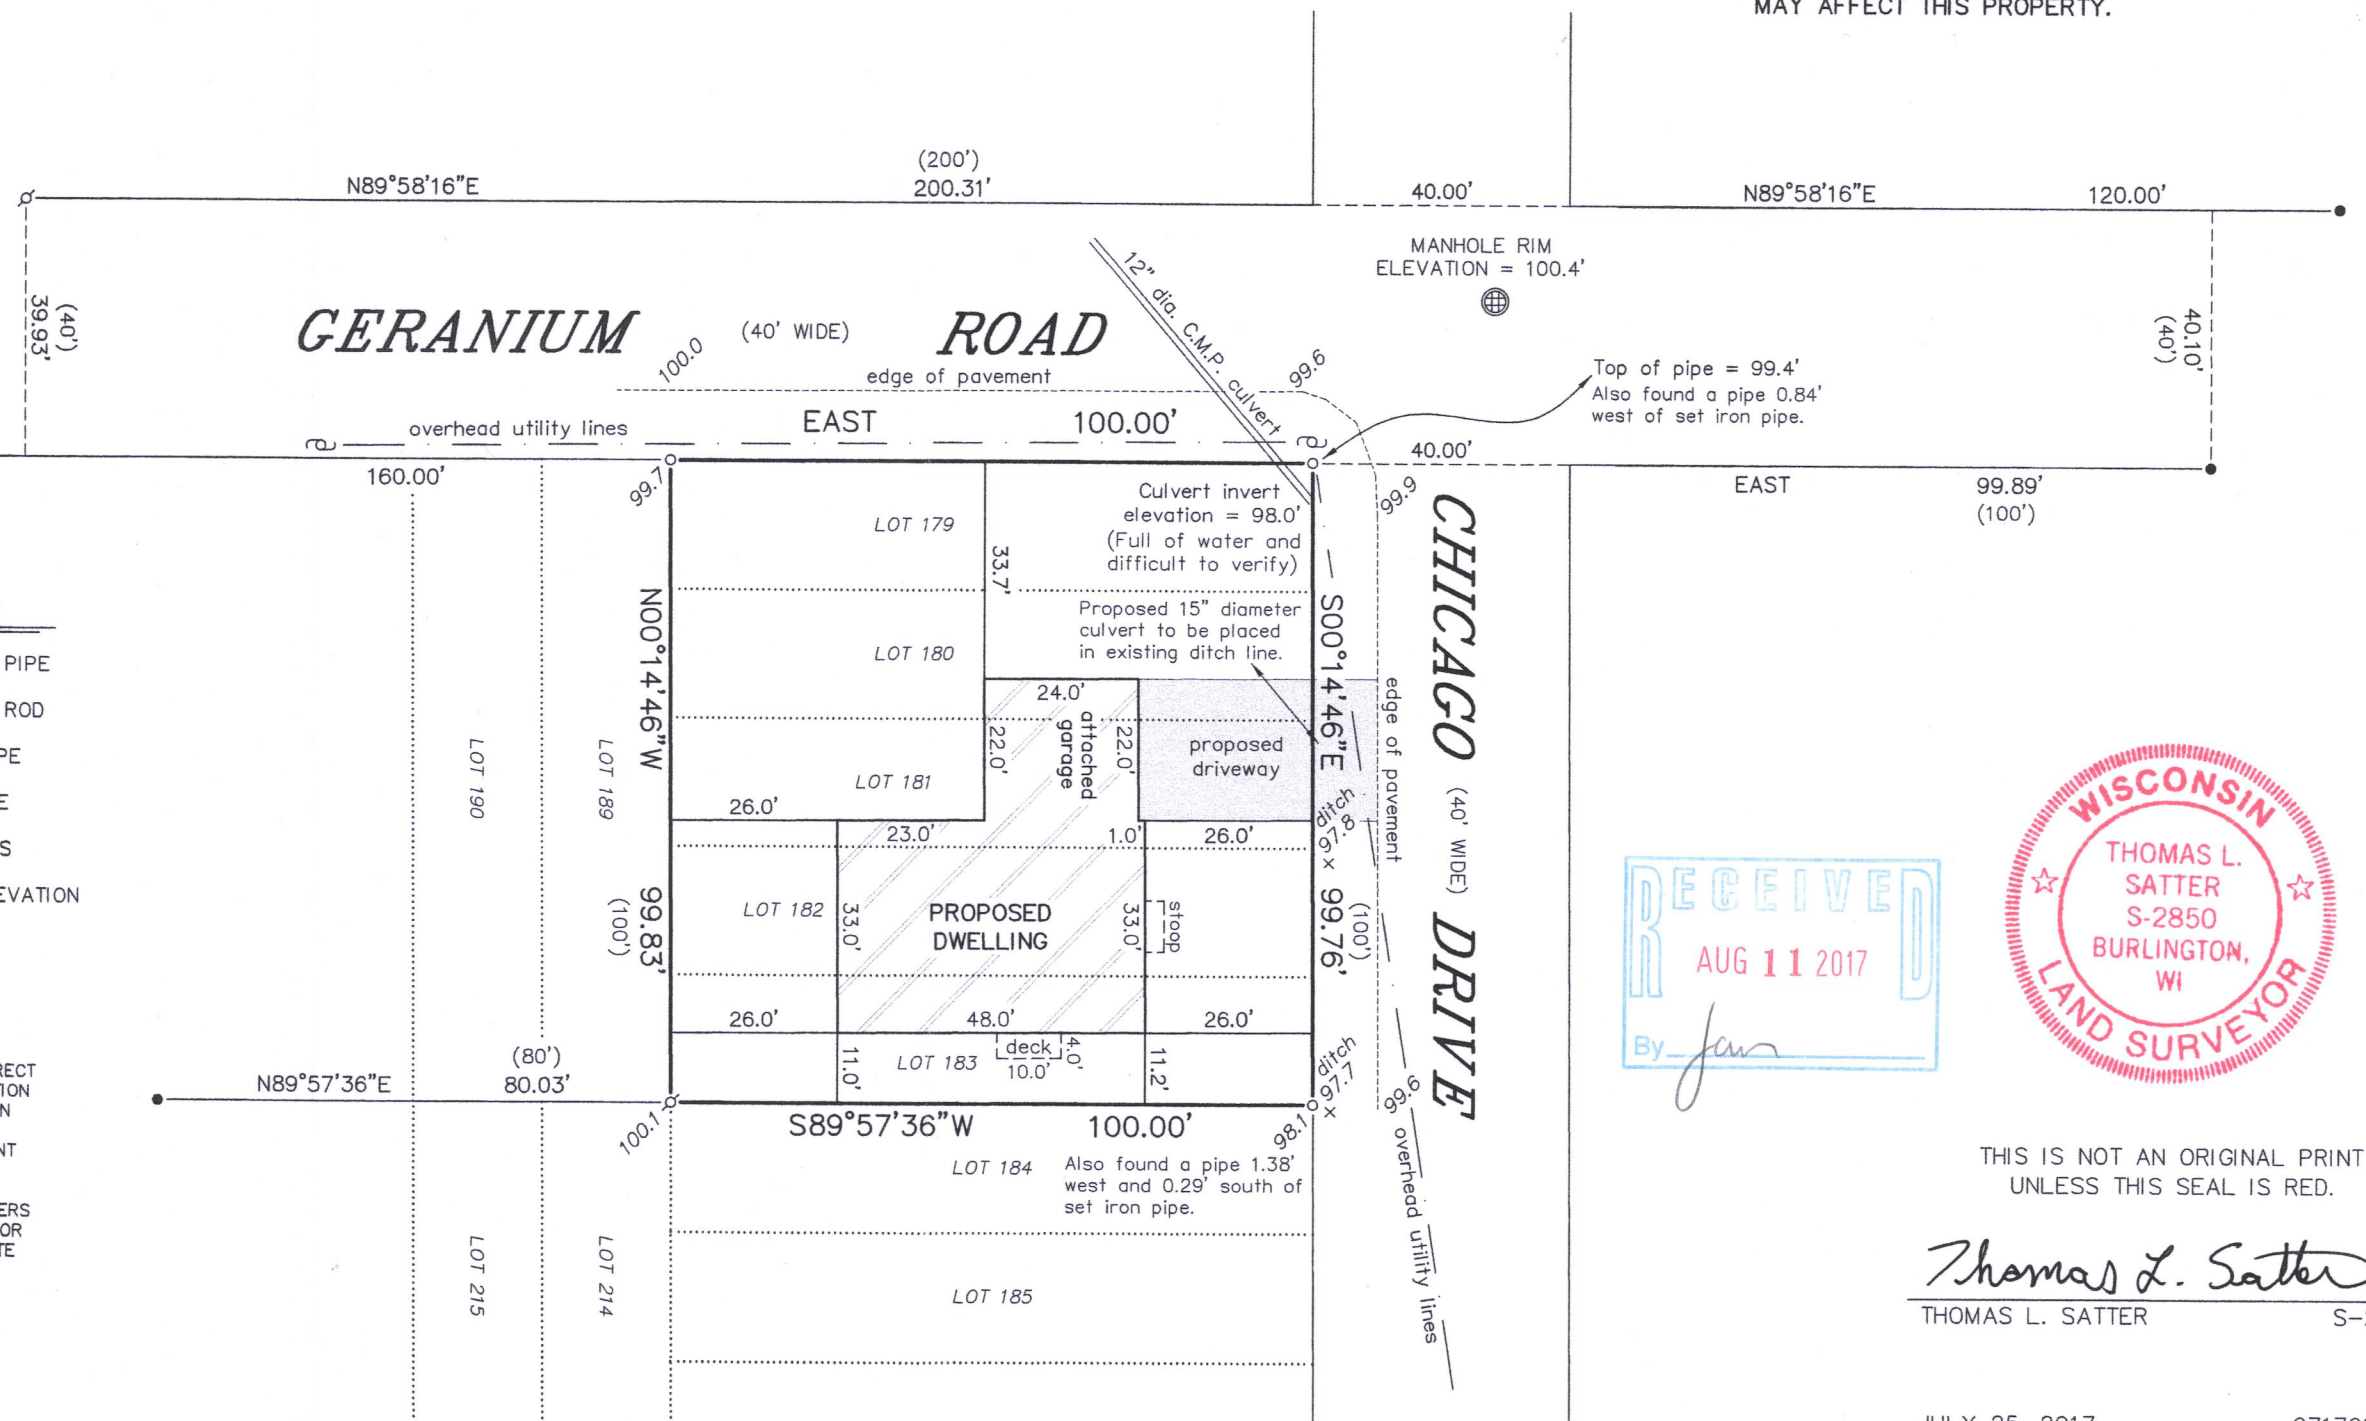 MAY AFFECT THIS PROPERTY.
(200')
N89°58'16"E
200.31'
40.00'
N89°58'16"E
120.00'
MANHOLE RIM
ELEVATION = 100.4'
(40')
39.93'
GERANIUM (40' WIDE) ROAD
12" dia. C.M.P. culvert
40.10'
(40')
100.0
edge of pavement
99.6
Top of pipe = 99.4'
Also found a pipe 0.84'
west of set iron pipe.
overhead utility lines
EAST 100.00'
40.00'
160.00'
99.7
99.9
EAST
99.89'
(100')
LOT 179
Culvert invert
elevation = 98.0'
(Full of water and
difficult to verify)
33.7'
CHICAGO (40' WIDE) DRIVE
N00°14'46"W
99.83'
(100')
S00°14'46"E
99.76'
(100')
Proposed 15" diameter
culvert to be placed
in existing ditch line.
LOT 180
PIPE
ROD
24.0'
attached
garage
22.0'
22.0'
proposed
driveway
edge of pavement
LOT 190
LOT 189
LOT 181
26.0'
23.0'
1.0'
26.0'
ditch
97.8
x
LOT 182
33.0'
PROPOSED
DWELLING
33.0'
stoop
26.0'
48.0'
26.0'
11.0'
LOT 183
deck
10.0'
4.0'
11.2'
ditch
97.7
x
N89°57'36"E
(80')
80.03'
100.1
S89°57'36"W 100.00'
98.1
99.6
overhead utility lines
LOT 184
Also found a pipe 1.38'
west and 0.29' south of
set iron pipe.
LOT 215
LOT 214
LOT 185
RECEIVED
AUG 11 2017
By Jan
WISCONSIN
THOMAS L.
SATTER
S-2850
BURLINGTON,
WI
LAND SURVEYOR
THIS IS NOT AN ORIGINAL PRINT
UNLESS THIS SEAL IS RED.
Thomas L. Satter
THOMAS L. SATTER